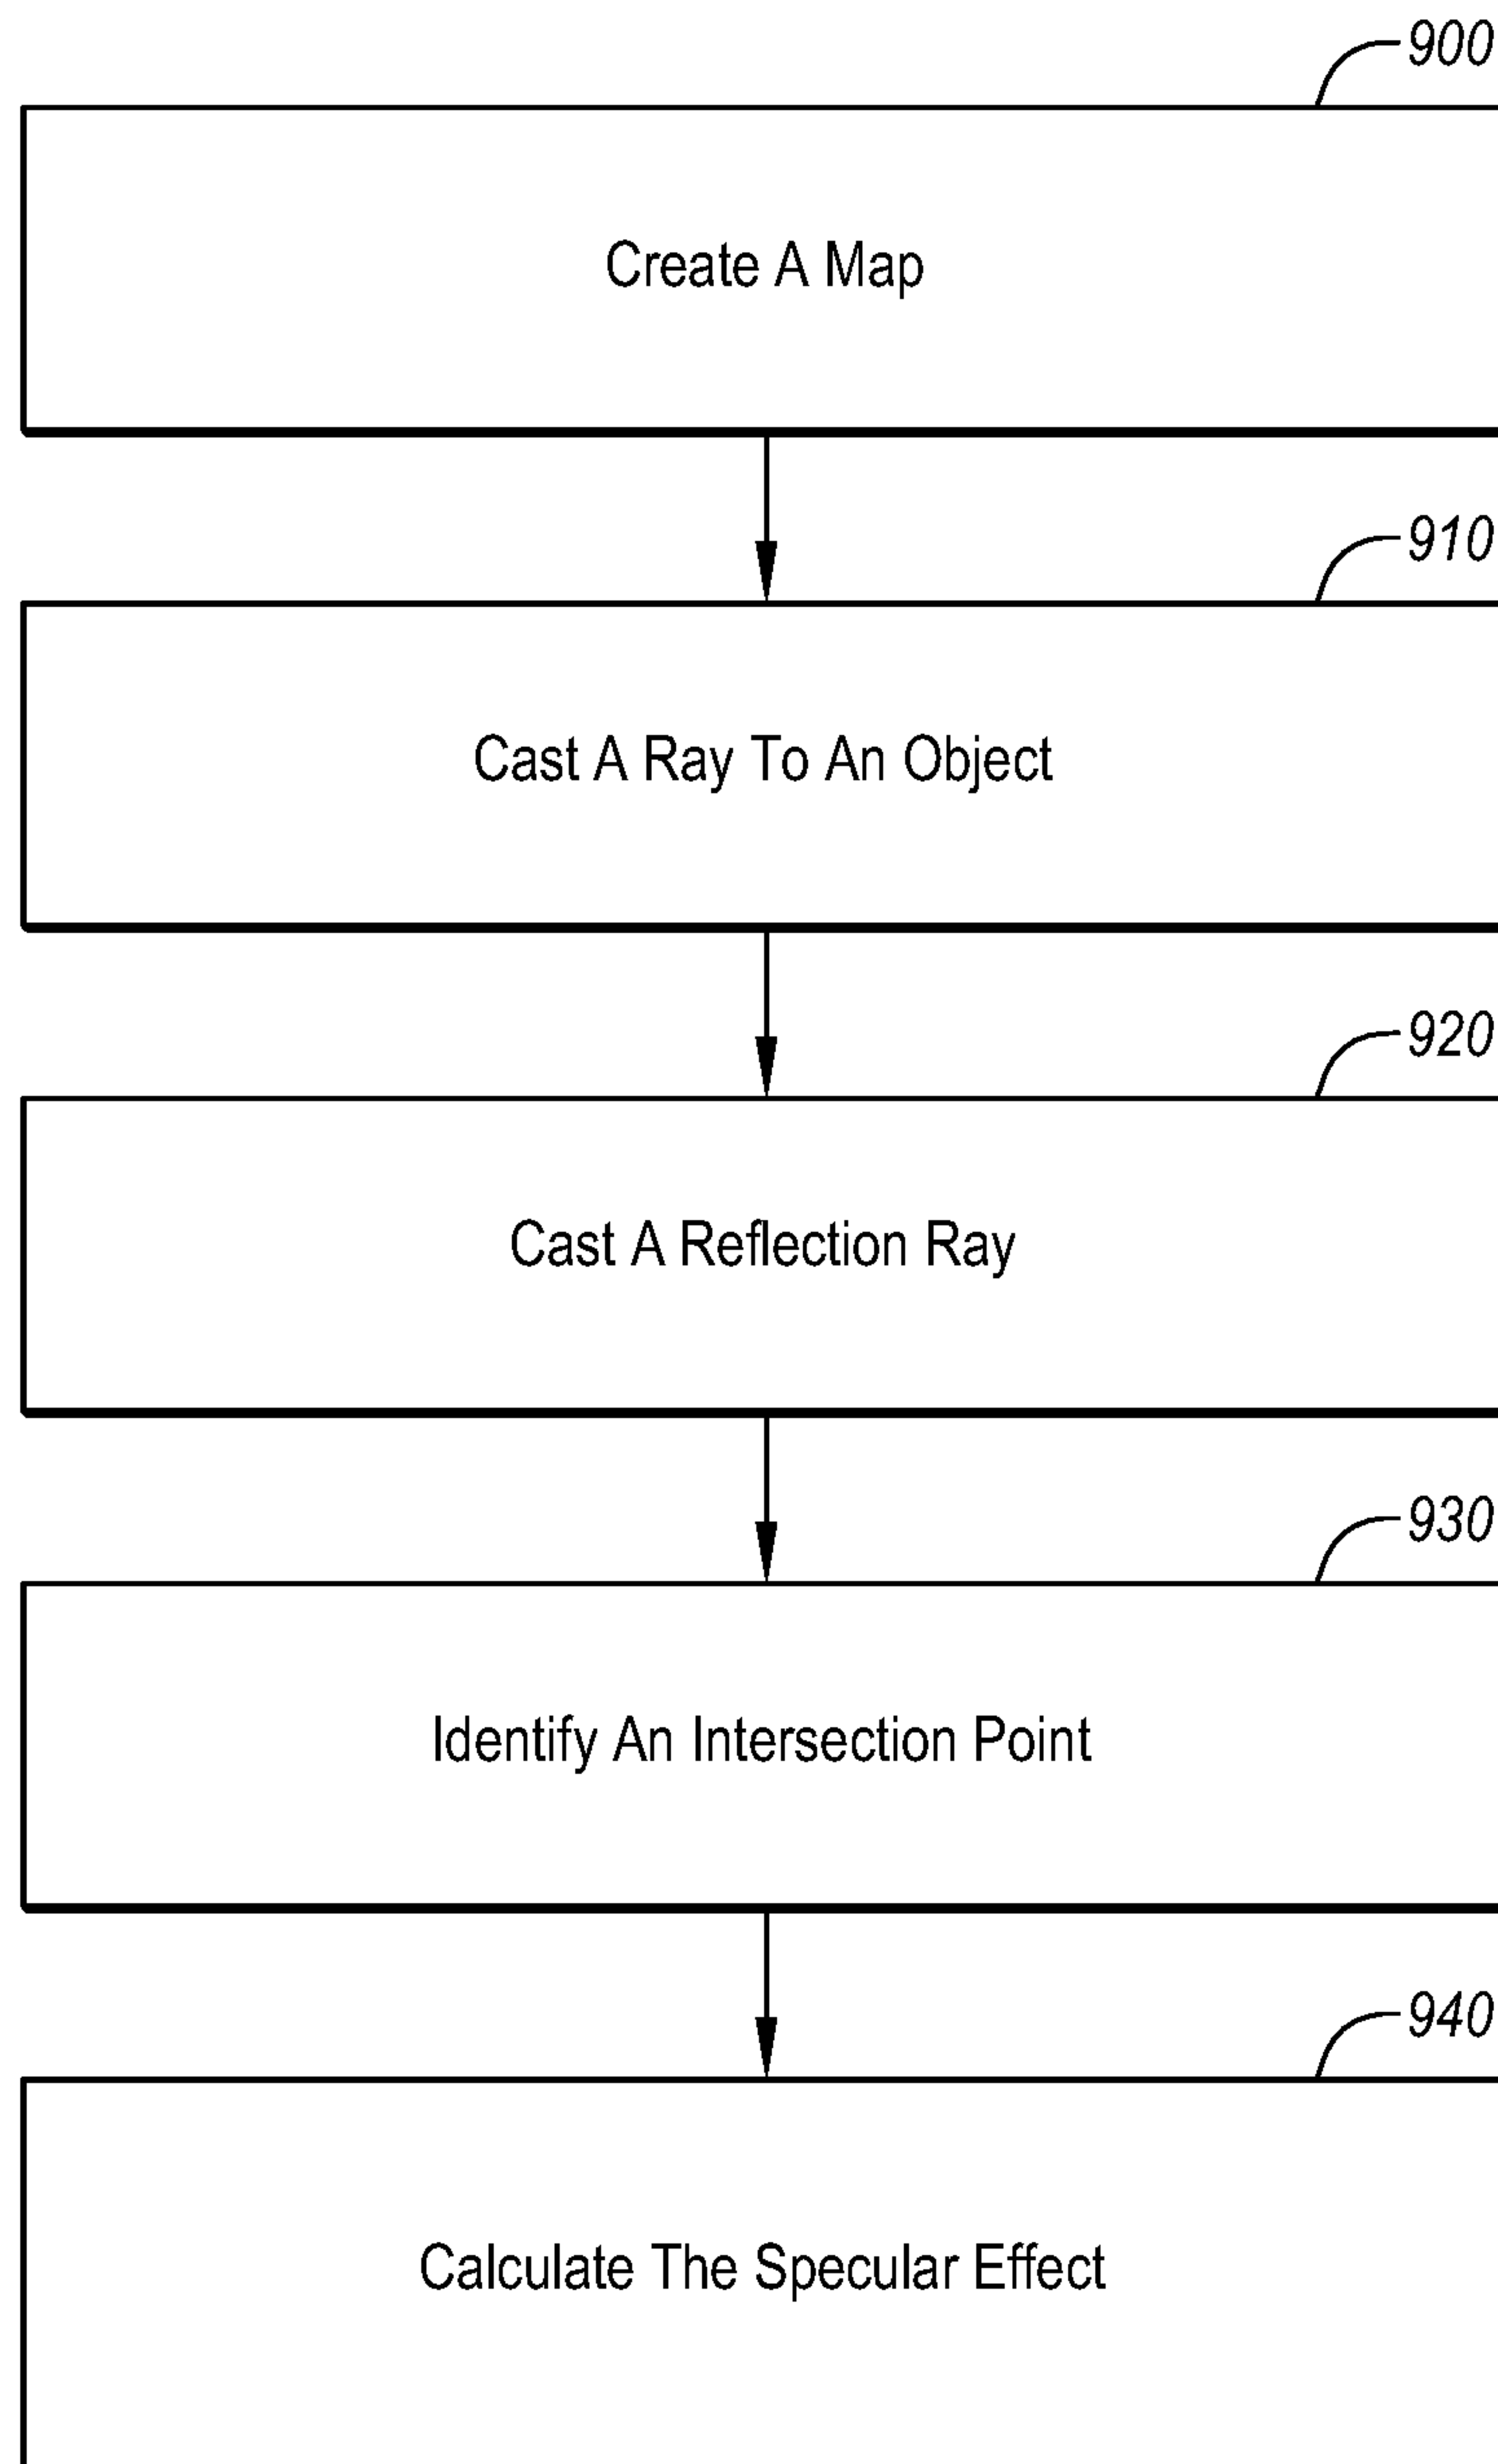 900
Create A Map
910
Cast A Ray To An Object
920
Cast A Reflection Ray
930
Identify An Intersection Point
940
Calculate The Specular Effect